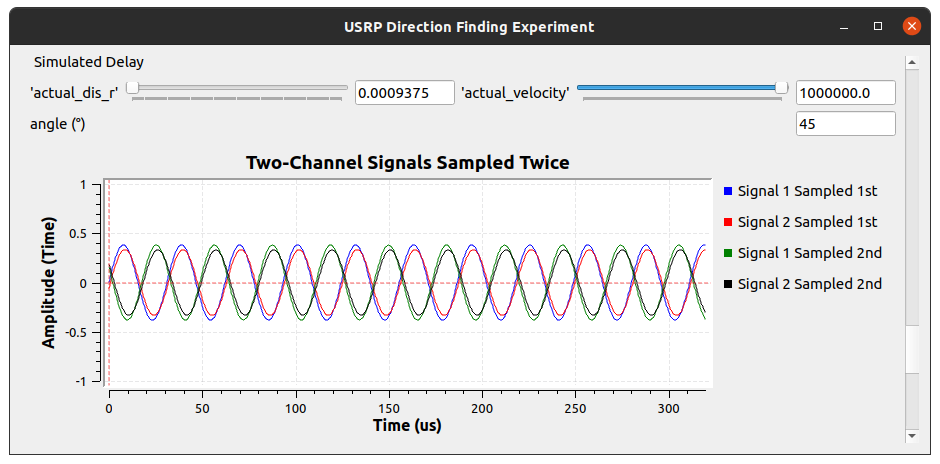 USRP Direction Finding Experiment
Simulated Delay
'actual_dis_r' 0.0009375 'actual_velocity' 1000000.0
angle (°) 45
Two-Channel Signals Sampled Twice
Amplitude (Time)
1
0.5
0
-0.5
-1
0 50 100 150 200 250 300
Time (us)
Signal 1 Sampled 1st
Signal 2 Sampled 1st
Signal 1 Sampled 2nd
Signal 2 Sampled 2nd